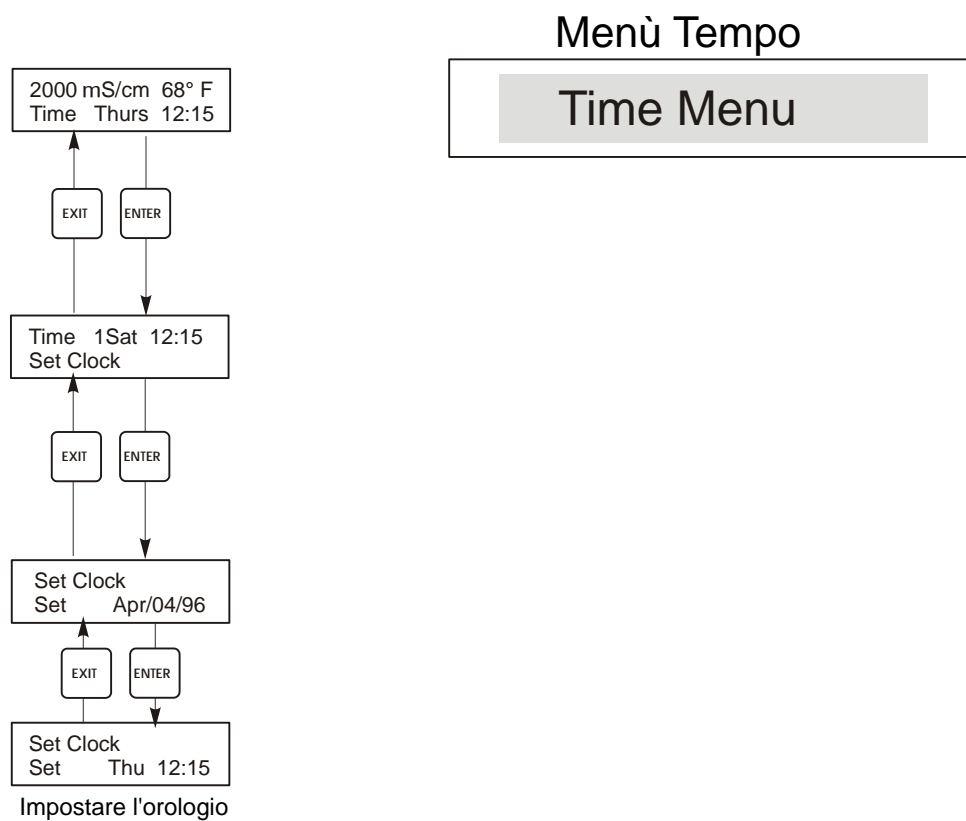 Menù Tempo
Time Menu
2000 mS/cm 68° F
Time Thurs 12:15
EXIT ENTER
Time 1Sat 12:15
Set Clock
EXIT ENTER
Set Clock
Set Apr/04/96
EXIT ENTER
Set Clock
Set Thu 12:15
Impostare l'orologio